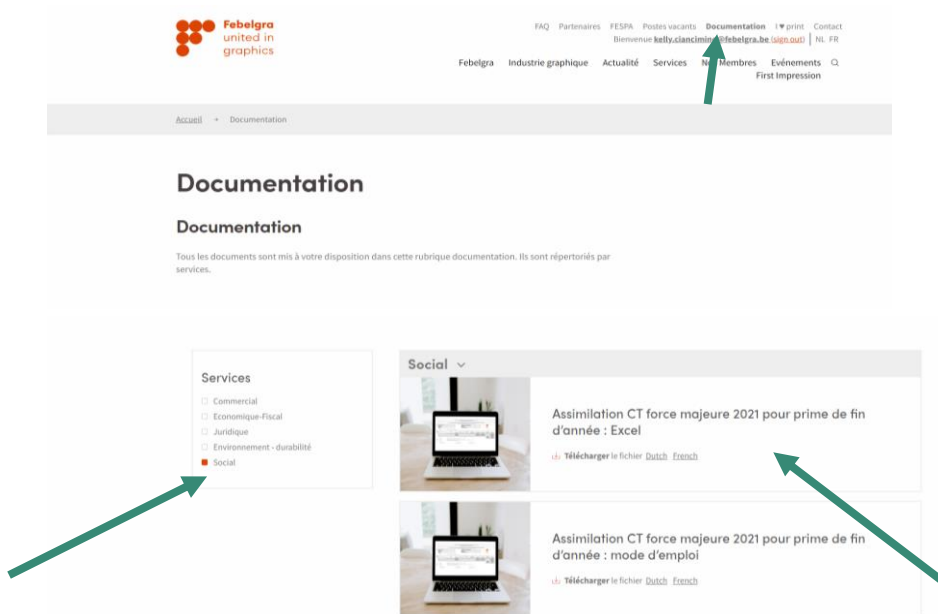 Febelgra
united in
graphics
FAQ Partenaires FESPA Postes vacants Documentation I ♥ print Contact
Bienvenue @febelgra.be (sign out) | NL FR
Febelgra Industrie graphique Actualité Services Membres Evénements
First Impression
Accueil → Documentation
Documentation
Documentation
Tous les documents sont mis à votre disposition dans cette rubrique documentation. Ils sont répertoriés par
services.
Services
Commercial
Economique-Fiscal
Juridique
Environnement - durabilité
Social
Social
Assimilation CT force majeure 2021 pour prime de fin
d'année : Excel
Télécharger le fichier Dutch French
Assimilation CT force majeure 2021 pour prime de fin
d'année : mode d'emploi
Télécharger le fichier Dutch French